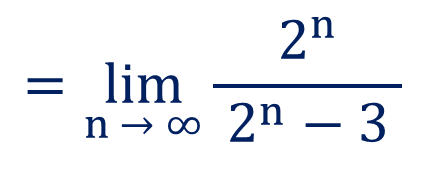 = lim n → ∞ 2ⁿ / 2ⁿ − 3